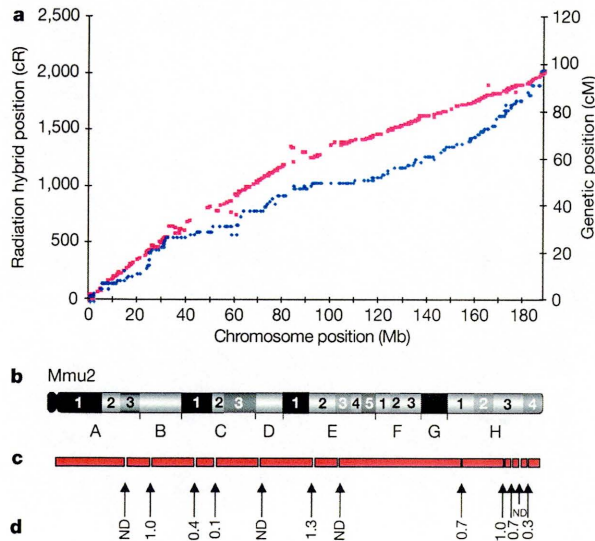 a
2,500
2,000
1,500
1,000
500
0
Radiation hybrid position (cR)
120
100
80
60
40
20
0
Genetic position (cM)
0 20 40 60 80 100 120 140 160 180
Chromosome position (Mb)
b Mmu2
1 2 3 1 2 3 1 2 3 4 5 1 2 3 1 2 3 4
A B C D E F G H
c
d
ND 1.0 0.4 0.1 ND 1.3 ND 0.7 1.0 0.7 ND 0.3